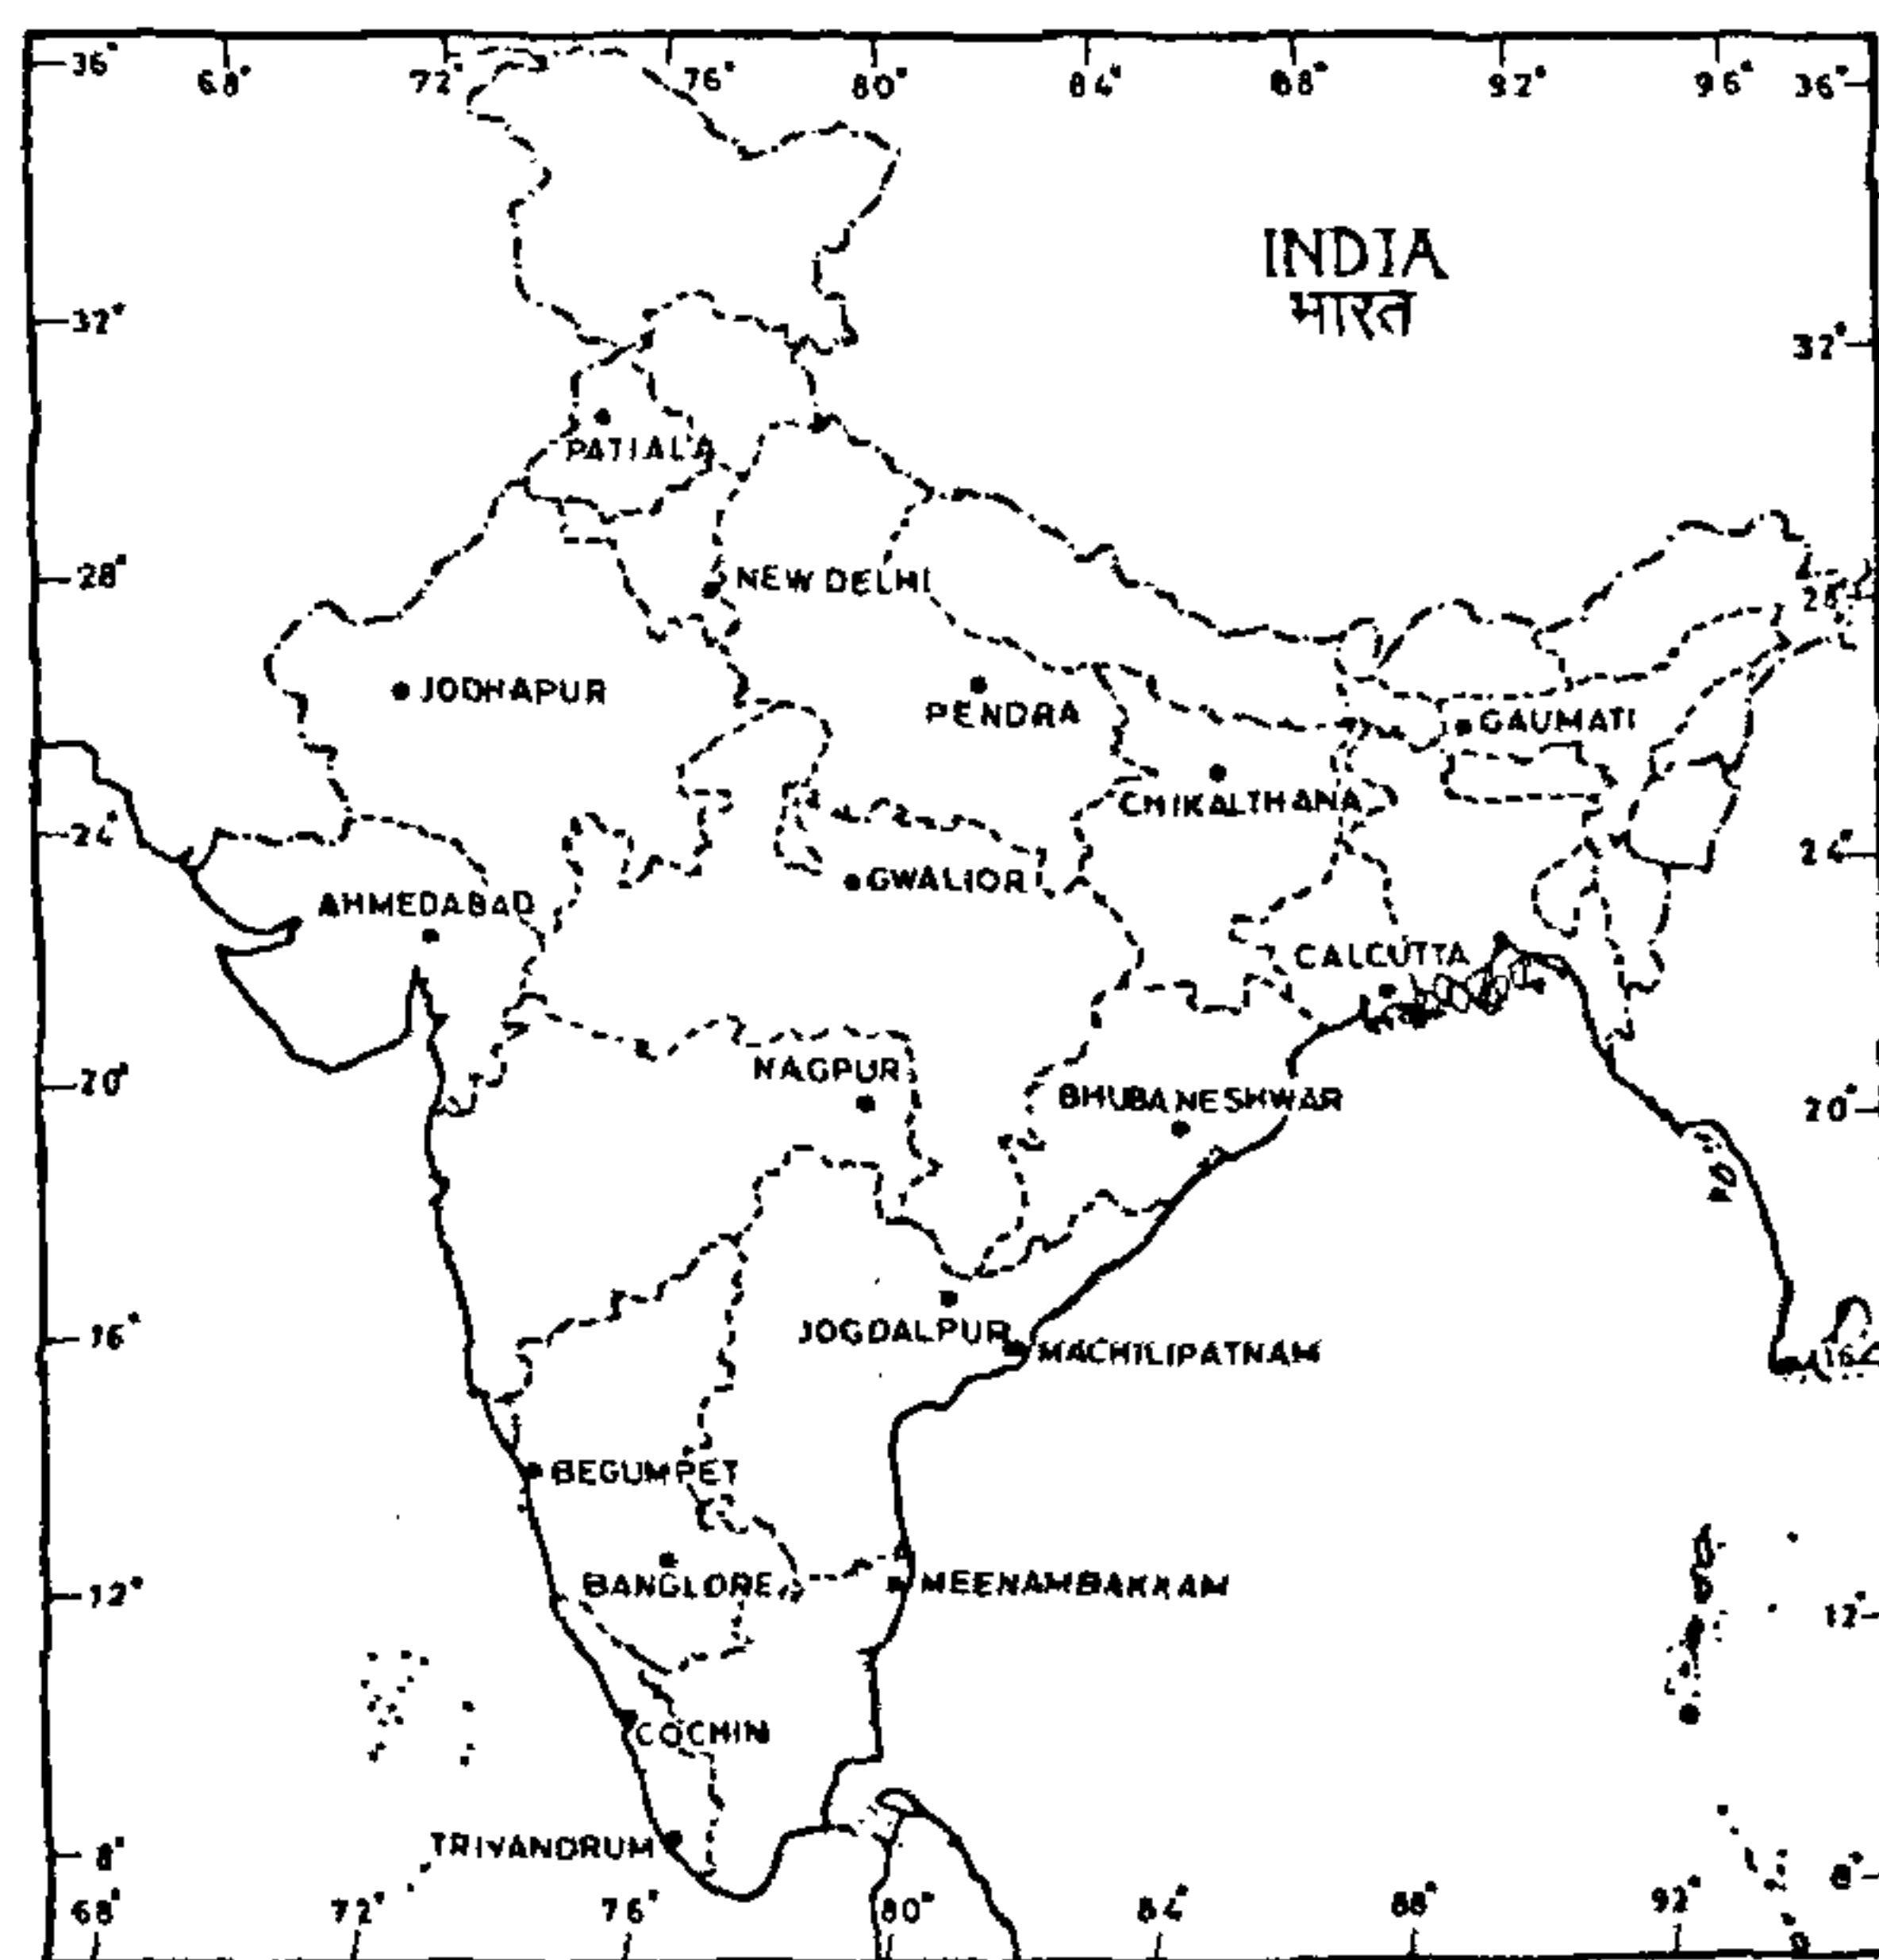 36° 68° 72° 76° 80° 84° 88° 92° 96° 36°
INDIA
भारत
32° 32°
PATIALA
28° NEW DELHI 28°
JODHAPUR
PENDRA
GAUMATI
CHIKALTHANA
24° 24°
GWALIOR
AHMEDABAD
CALCUTTA
NAGPUR
20° BHUBANESHWAR 20°
JOGDALPUR
16° MACHILIPATNAM 16°
BEGUMPET
BANGLORE MEENAMBAKKAM
12° 12°
COCHIN
TRIVANDRUM
8° 8°
68° 72° 76° 80° 84° 88° 92°